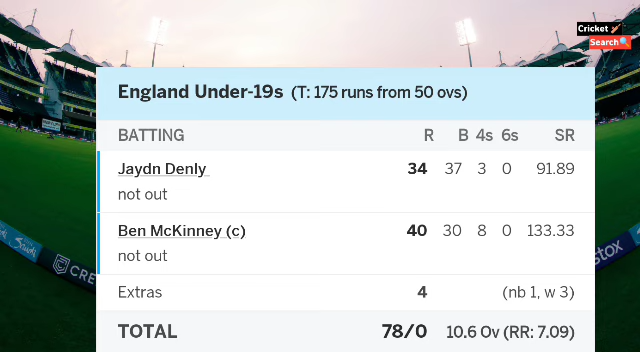 Cricket
Search
England Under-19s (T: 175 runs from 50 ovs)
BATTING R B 4s 6s SR
Jaydn Denly 34 37 3 0 91.89
not out
Ben McKinney (c) 40 30 8 0 133.33
not out
Extras 4 (nb 1, w 3)
TOTAL 78/0 10.6 Ov (RR: 7.09)
CRE
stox